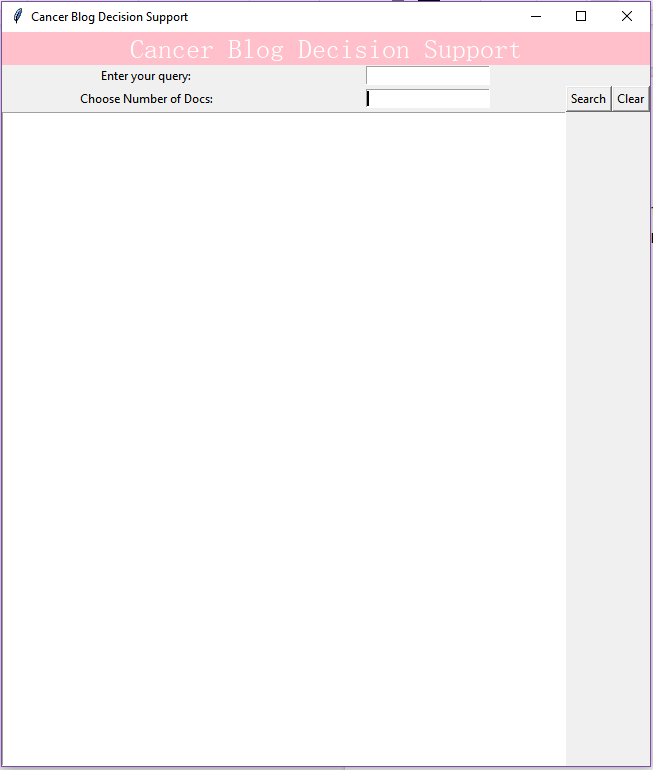 Cancer Blog Decision Support
Cancer Blog Decision Support
Enter your query:
Choose Number of Docs:
Search Clear